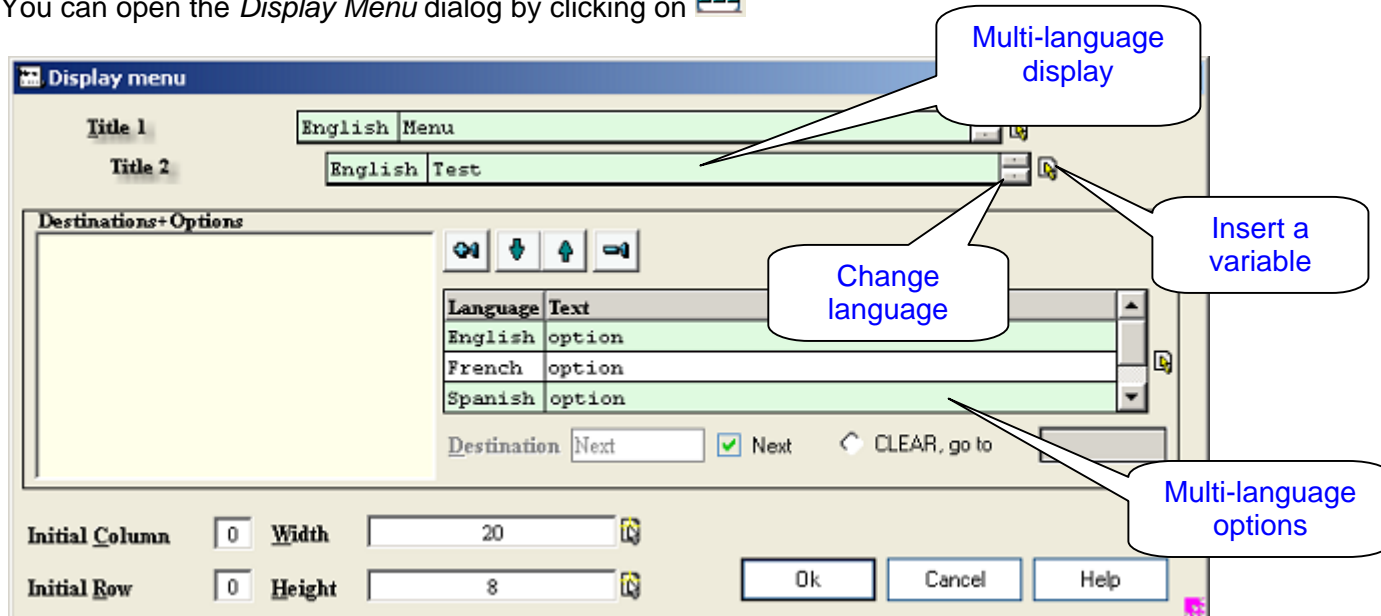 You can open the Display Menu dialog by clicking on
Multi-language
display
Display menu
Title 1 English Menu
Title 2 English Test
Insert a
variable
Destinations+Options
Change
language
Language Text
English option
French option
Spanish option
Destination Next Next CLEAR, go to
Multi-language
options
Initial Column 0 Width 20
Initial Row 0 Height 8 Ok Cancel Help